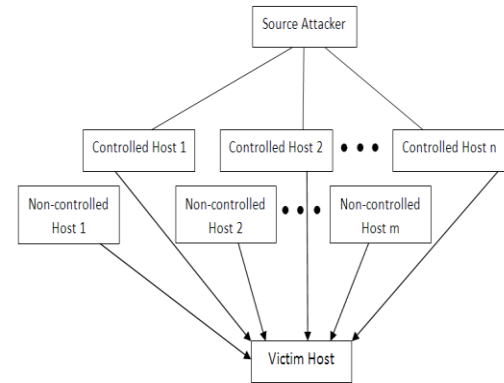 Source Attacker
Controlled Host 1
Controlled Host 2
Controlled Host n
Non-controlled
Host 1
Non-controlled
Host 2
Non-controlled
Host m
Victim Host